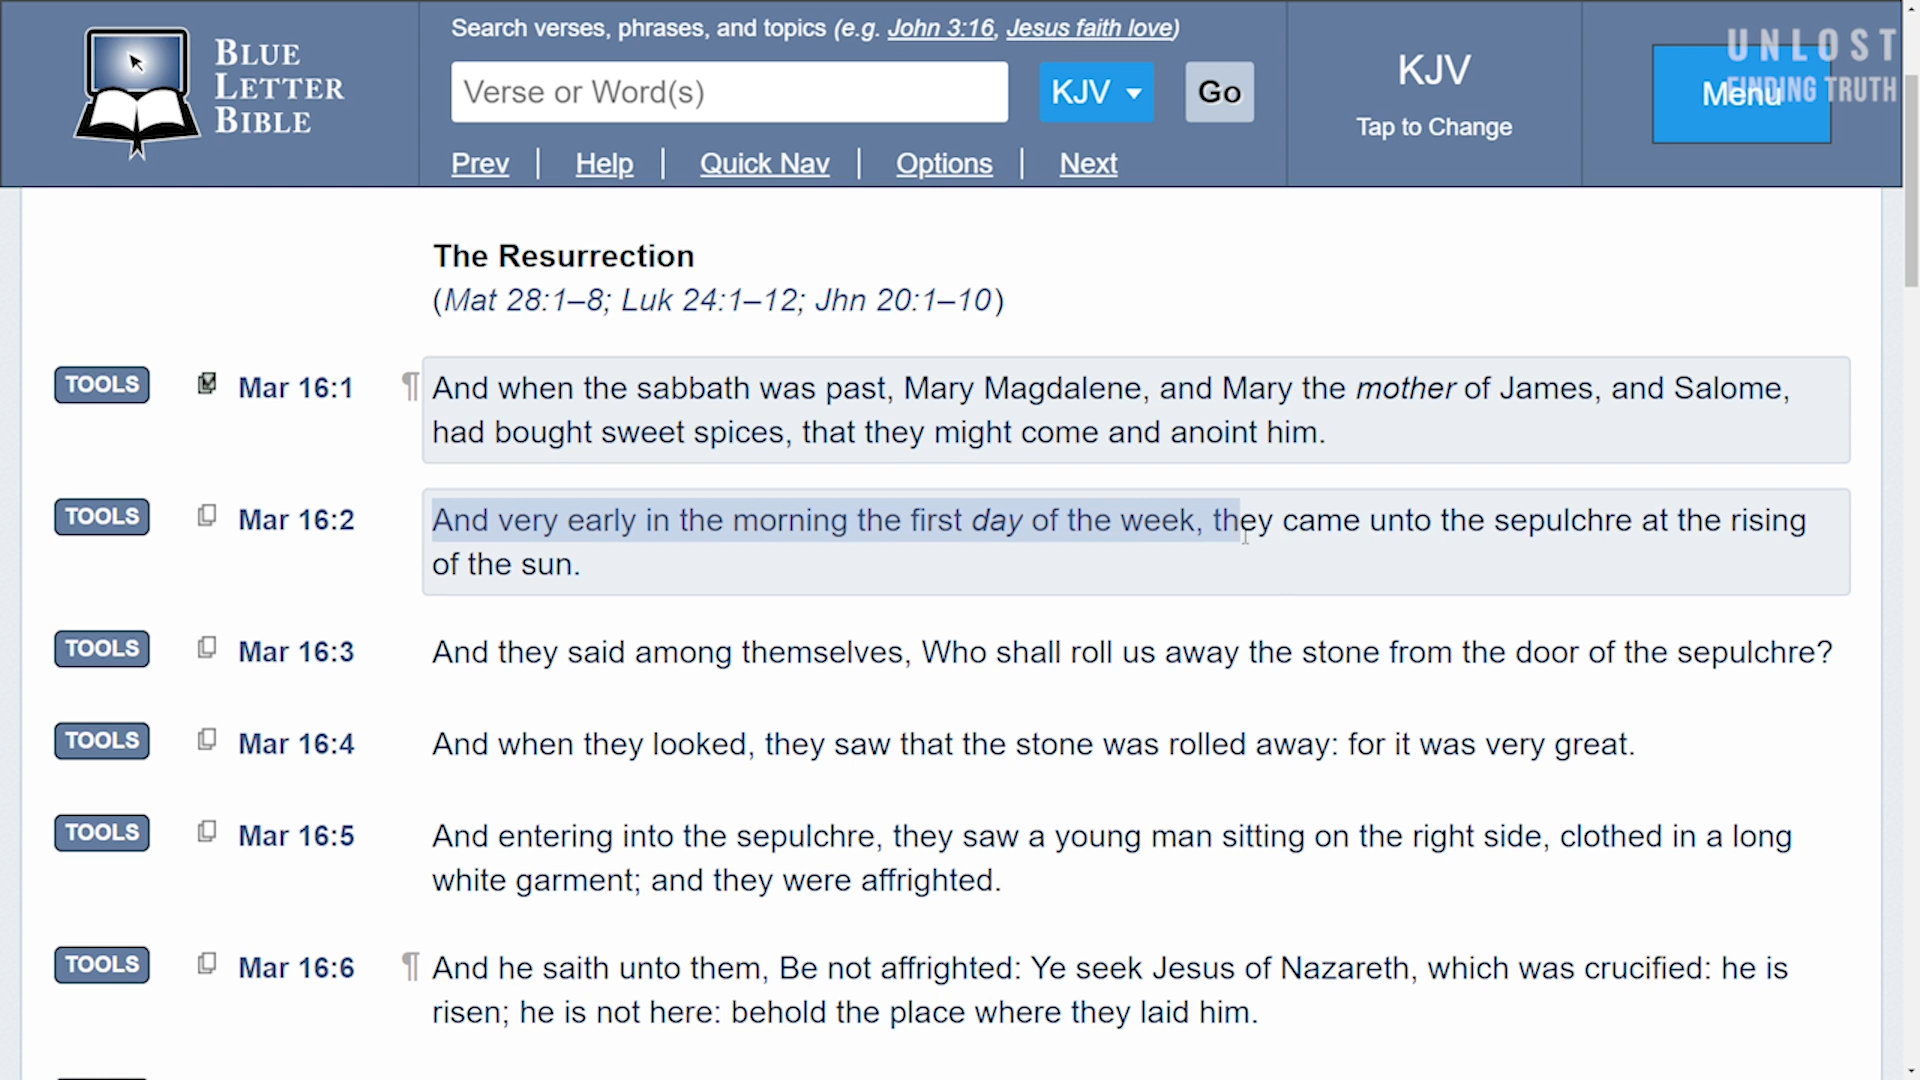 BLUE
LETTER
BIBLE
Search verses, phrases, and topics (e.g. John 3:16, Jesus faith love)
Verse or Word(s)
KJV
Go
Prev | Help | Quick Nav | Options | Next
KJV
Tap to Change
Menu
UNLOST
FINDING TRUTH
The Resurrection
(Mat 28:1–8; Luk 24:1–12; Jhn 20:1–10)
TOOLS Mar 16:1 ¶ And when the sabbath was past, Mary Magdalene, and Mary the mother of James, and Salome,
had bought sweet spices, that they might come and anoint him.
TOOLS Mar 16:2 And very early in the morning the first day of the week, they came unto the sepulchre at the rising
of the sun.
TOOLS Mar 16:3 And they said among themselves, Who shall roll us away the stone from the door of the sepulchre?
TOOLS Mar 16:4 And when they looked, they saw that the stone was rolled away: for it was very great.
TOOLS Mar 16:5 And entering into the sepulchre, they saw a young man sitting on the right side, clothed in a long
white garment; and they were affrighted.
TOOLS Mar 16:6 ¶ And he saith unto them, Be not affrighted: Ye seek Jesus of Nazareth, which was crucified: he is
risen; he is not here: behold the place where they laid him.